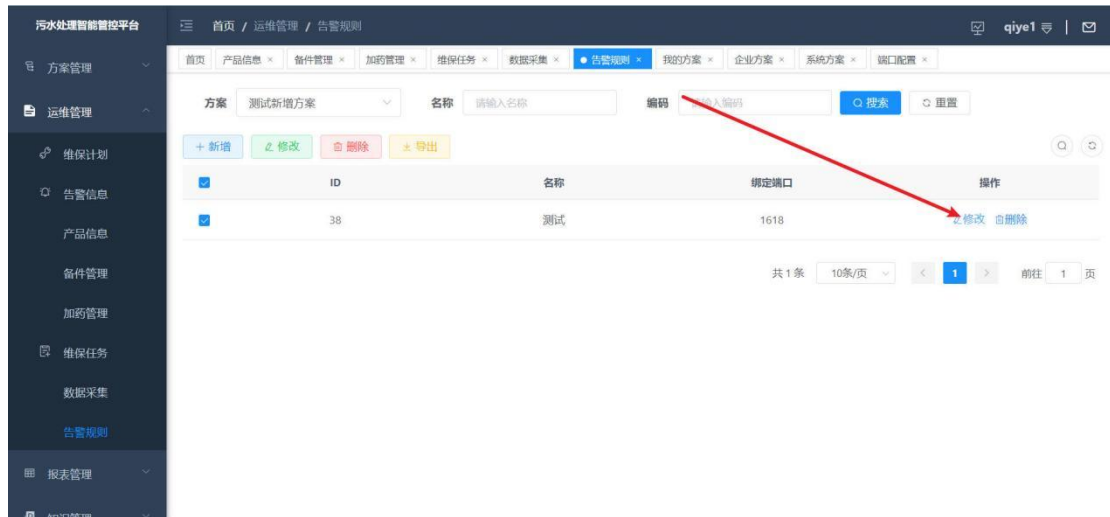 污水处理智能管控平台
首页 / 运维管理 / 告警规则
qiye1
首页 产品信息 × 备件管理 × 加药管理 × 维保任务 × 数据采集 × 告警规则 × 我的方案 × 企业方案 × 系统方案 × 端口配置 ×
方案管理
运维管理
维保计划
告警信息
产品信息
备件管理
加药管理
维保任务
数据采集
告警规则
报表管理
知识管理
方案 测试新增方案 名称 请输入名称 编码 请输入编码 搜索 重置
+ 新增 修改 删除 导出
ID 名称 绑定端口 操作
38 测试 1618 修改 删除
共 1 条 10条/页 < 1 > 前往 1 页